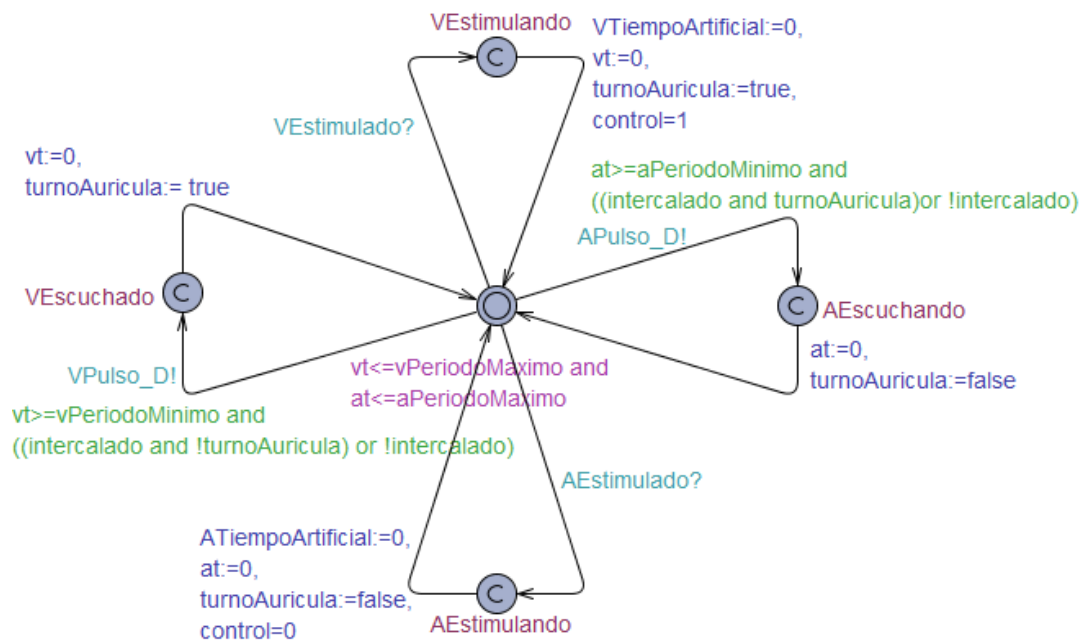 VEstimulando
VTiempoArtificial:=0,
vt:=0,
turnoAuricula:=true,
control=1
VEstimulado?
vt:=0,
turnoAuricula:= true
at>=aPeriodoMinimo and
((intercalado and turnoAuricula)or !intercalado)
APulso_D!
C
C
C
C
VEscuchado
AEscuchando
at:=0,
turnoAuricula:=false
VPulso_D!
vt<=vPeriodoMaximo and
at<=aPeriodoMaximo
vt>=vPeriodoMinimo and
((intercalado and !turnoAuricula) or !intercalado)
AEstimulado?
ATiempoArtificial:=0,
at:=0,
turnoAuricula:=false,
control=0
AEstimulando